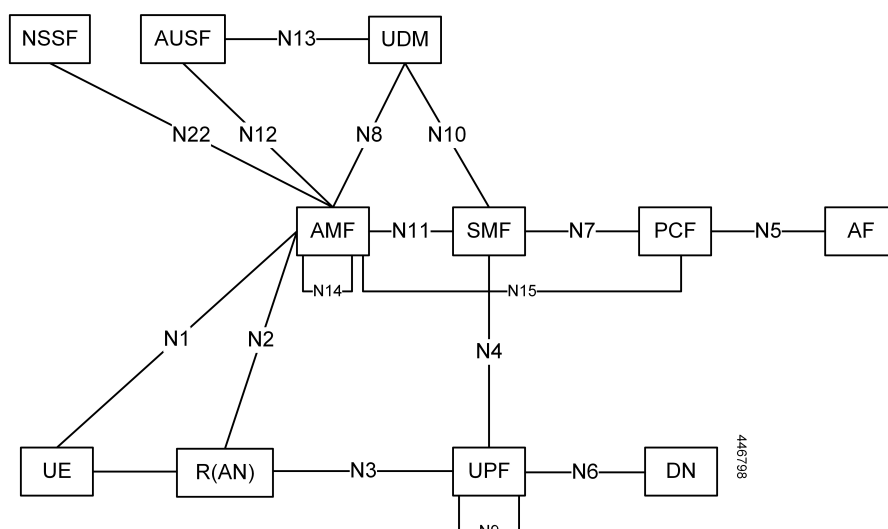 NSSF
AUSF
N13
UDM
N22
N12
N8
N10
AMF
N11
SMF
N7
PCF
N5
AF
N14
N15
N1
N2
N4
UE
R(AN)
N3
UPF
N6
DN
446798